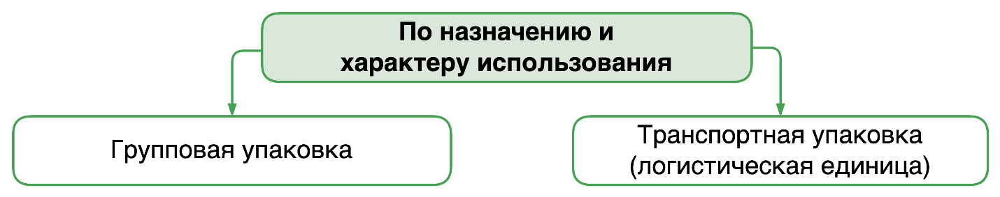 По назначению и
характеру использования
Групповая упаковка
Транспортная упаковка
(логистическая единица)